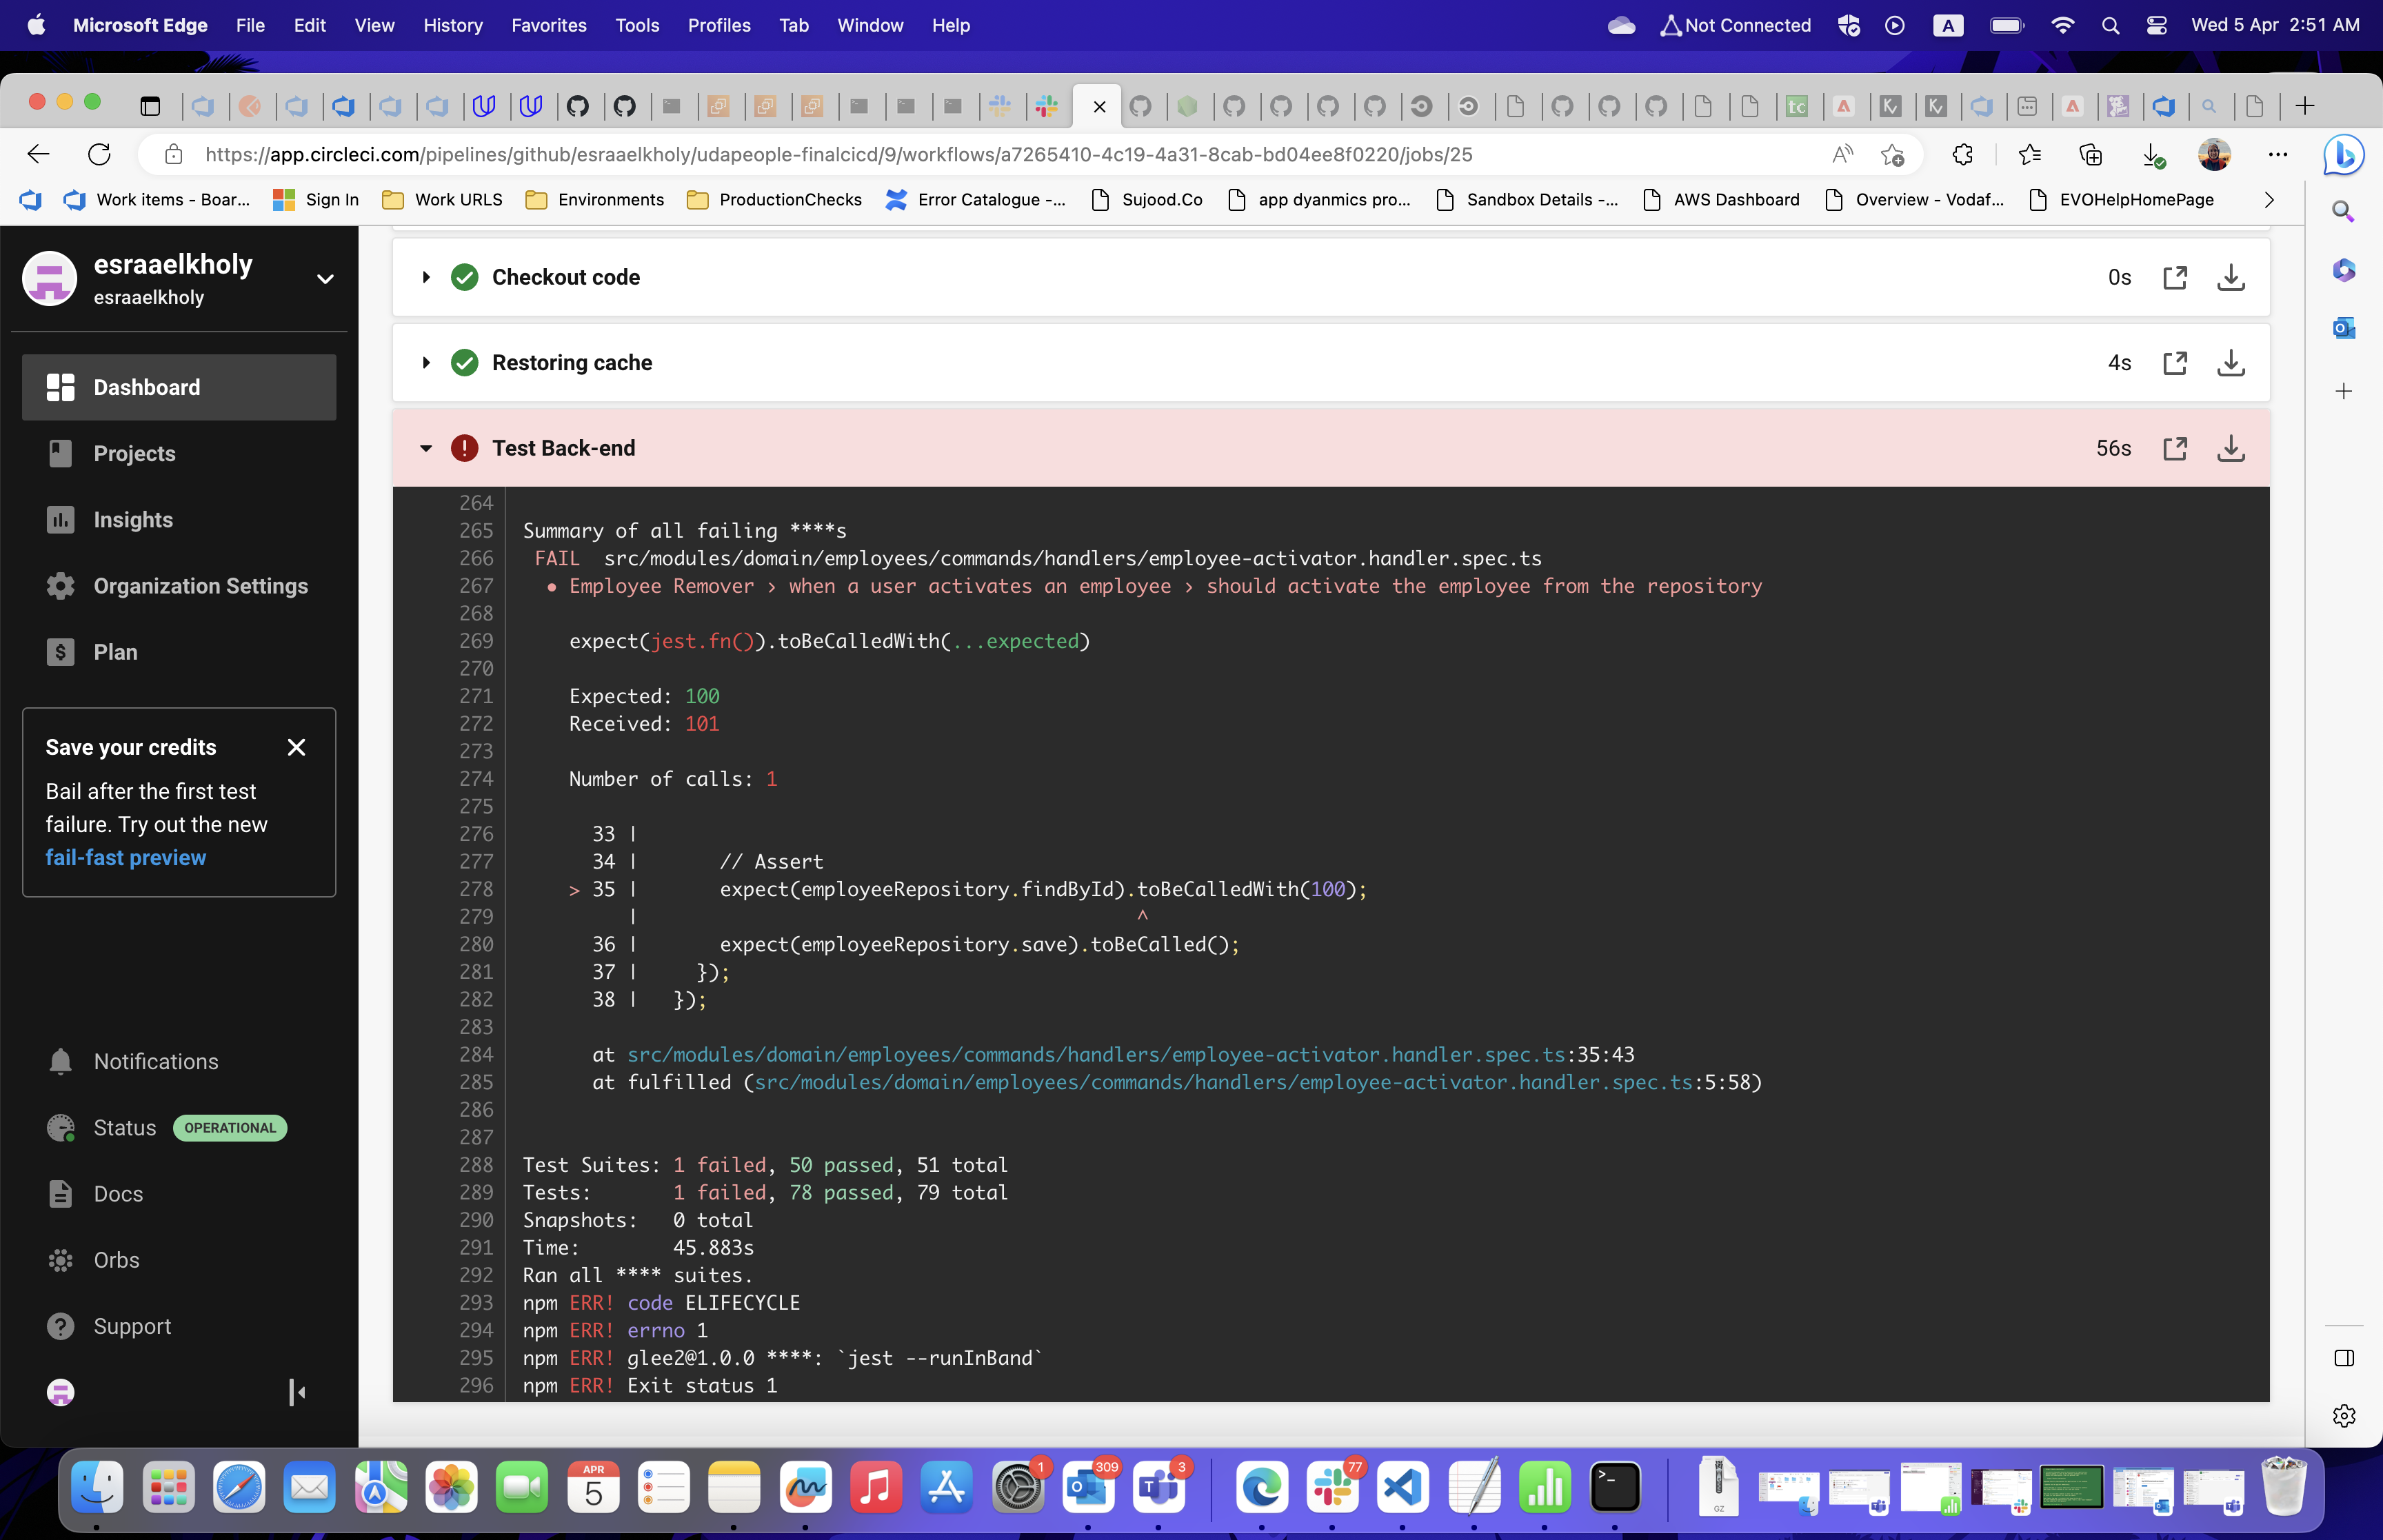 Microsoft Edge File Edit View History Favorites Tools Profiles Tab Window Help Not Connected A Wed 5 Apr 2:51 AM
https://app.circleci.com/pipelines/github/esraaelkholy/udapeople-finalcicd/9/workflows/a7265410-4c19-4a31-8cab-bd04ee8f0220/jobs/25
Work items - Boar... Sign In Work URLS Environments ProductionChecks Error Catalogue -... Sujood.Co app dyanmics pro... Sandbox Details -... AWS Dashboard Overview - Vodaf... EVOHelpHomePage
esraaelkholy
esraaelkholy
Dashboard
Projects
Insights
Organization Settings
Plan
Save your credits
Bail after the first test
failure. Try out the new
fail-fast preview
Notifications
Status OPERATIONAL
Docs
Orbs
Support
Checkout code 0s
Restoring cache 4s
Test Back-end 56s
264
265 Summary of all failing ****s
266 FAIL src/modules/domain/employees/commands/handlers/employee-activator.handler.spec.ts
267 ● Employee Remover › when a user activates an employee › should activate the employee from the repository
268
269 expect(jest.fn()).toBeCalledWith(...expected)
270
271 Expected: 100
272 Received: 101
273
274 Number of calls: 1
275
276 33 |
277 34 | // Assert
278 > 35 | expect(employeeRepository.findById).toBeCalledWith(100);
279 | ^
280 36 | expect(employeeRepository.save).toBeCalled();
281 37 | });
282 38 | });
283
284 at src/modules/domain/employees/commands/handlers/employee-activator.handler.spec.ts:35:43
285 at fulfilled (src/modules/domain/employees/commands/handlers/employee-activator.handler.spec.ts:5:58)
286
287
288 Test Suites: 1 failed, 50 passed, 51 total
289 Tests: 1 failed, 78 passed, 79 total
290 Snapshots: 0 total
291 Time: 45.883s
292 Ran all **** suites.
293 npm ERR! code ELIFECYCLE
294 npm ERR! errno 1
295 npm ERR! glee2@1.0.0 ****: `jest --runInBand`
296 npm ERR! Exit status 1
APR
5
1
309
3
77
GZ